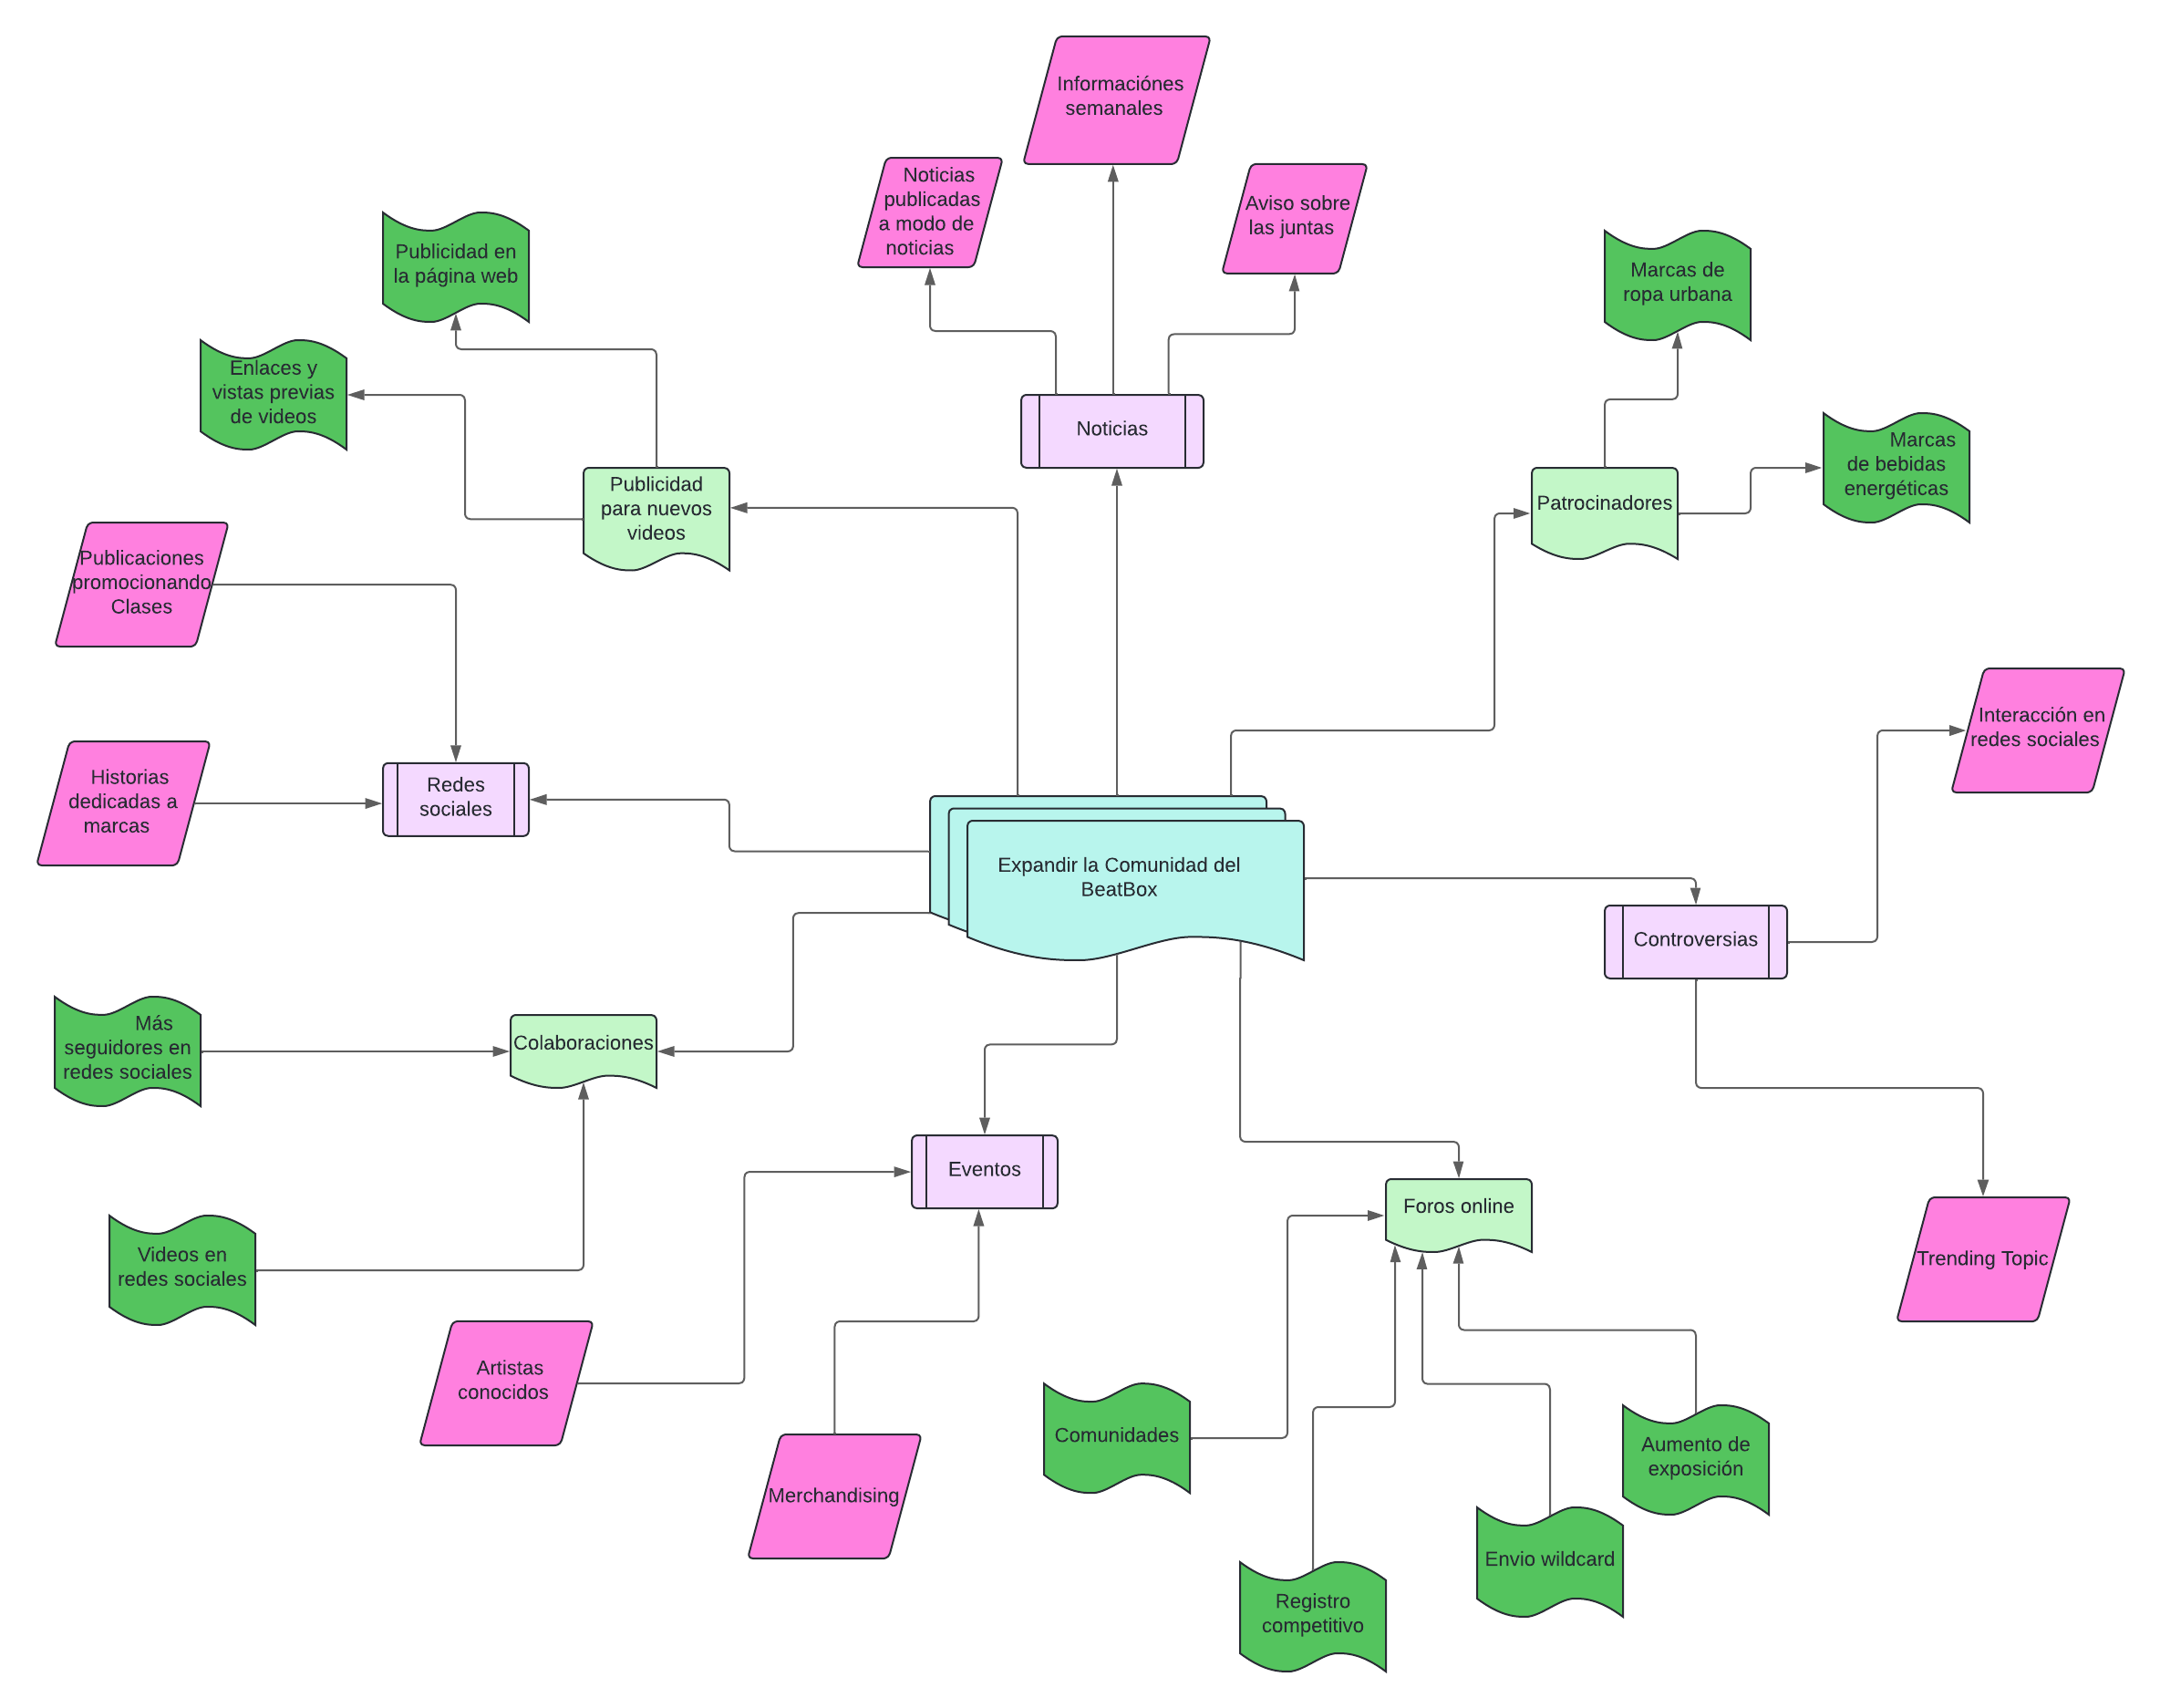 Informaciónes
semanales
Noticias
publicadas
a modo de
noticias
Aviso sobre
las juntas
Publicidad en
la página web
Marcas de
ropa urbana
Enlaces y
vistas previas
de videos
Noticias
Marcas
de bebidas
energéticas
Publicidad
para nuevos
videos
Patrocinadores
Publicaciones
promocionando
Clases
Interacción en
redes sociales
Historias
dedicadas a
marcas
Redes
sociales
Expandir la Comunidad del
BeatBox
Controversias
Más
seguidores en
redes sociales
Colaboraciones
Eventos
Foros online
Videos en
redes sociales
Trending Topic
Artistas
conocidos
Comunidades
Aumento de
exposición
Merchandising
Envio wildcard
Registro
competitivo